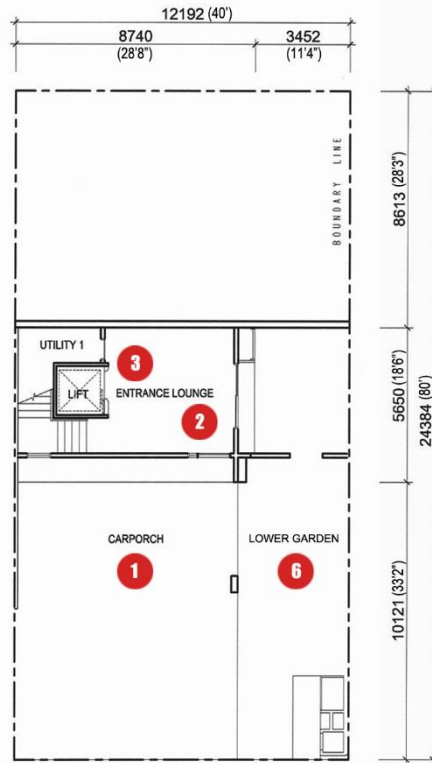 12192 (40')
8740
(28'8")
3452
(11'4")
BOUNDARY LINE
8613 (28'3")
5650 (18'6")
24384 (80')
10121 (33'2")
UTILITY 1
3
LIFT
ENTRANCE LOUNGE
2
CARPORCH
1
LOWER GARDEN
6